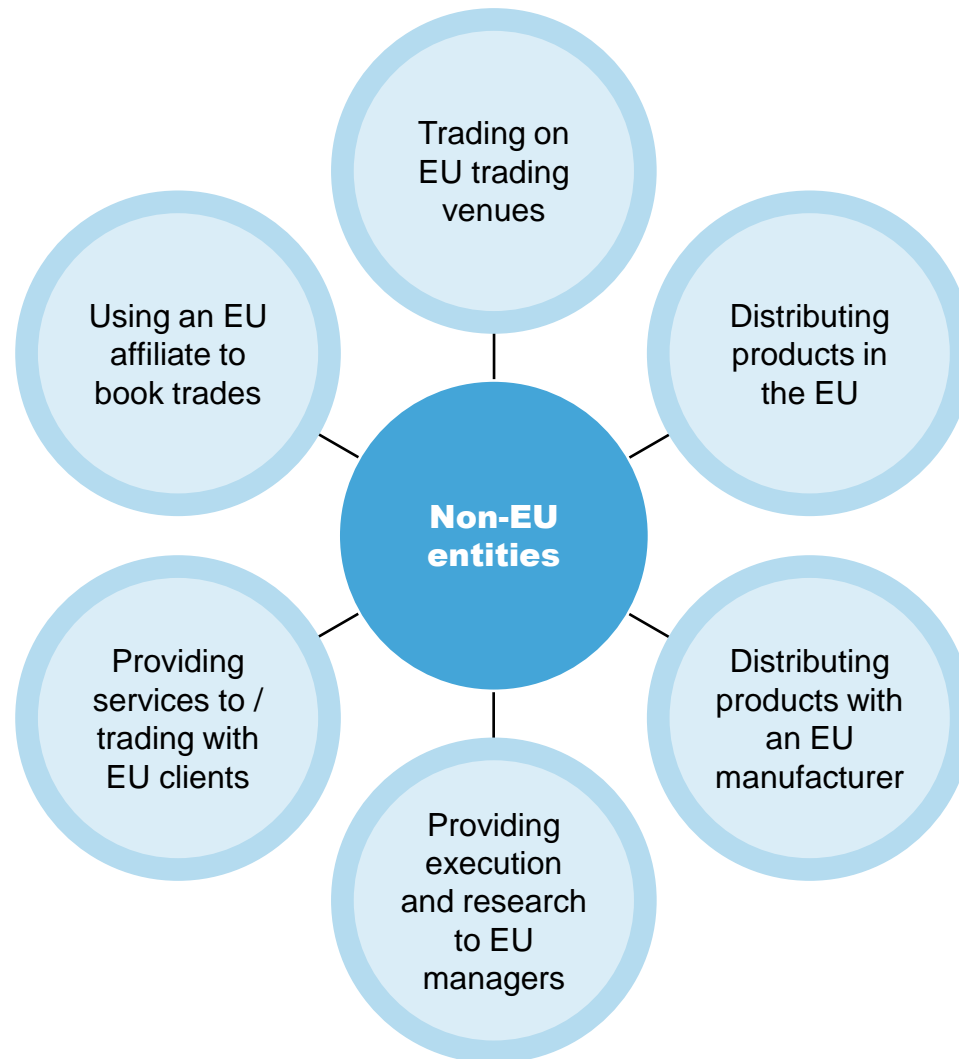 Trading on
EU trading
venues
Using an EU
affiliate to
book trades
Distributing
products in
the EU
Non-EU
entities
Providing
services to /
trading with
EU clients
Distributing
products with
an EU
manufacturer
Providing
execution
and research
to EU
managers